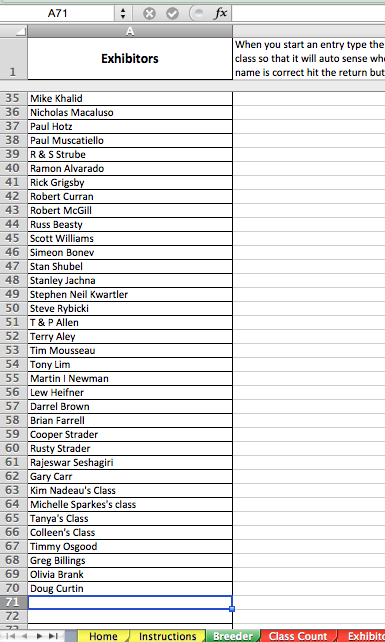 A71
fx
A
1
Exhibitors
When you start an entry type the
class so that it will auto sense
name is correct hit the return but
35 Mike Khalid
36 Nicholas Macaluso
37 Paul Hotz
38 Paul Muscatiello
39 R & S Strube
40 Ramon Alvarado
41 Rick Grigsby
42 Robert Curran
43 Robert McGill
44 Russ Beasty
45 Scott Williams
46 Simeon Bonev
47 Stan Shubel
48 Stanley Jachna
49 Stephen Neil Kwartler
50 Steve Rybicki
51 T & P Allen
52 Terry Aley
53 Tim Mousseau
54 Tony Lim
55 Martin I Newman
56 Lew Heifner
57 Darrel Brown
58 Brian Farrell
59 Cooper Strader
60 Rusty Strader
61 Rajeswar Seshagiri
62 Gary Carr
63 Kim Nadeau's Class
64 Michelle Sparkes's class
65 Tanya's Class
66 Colleen's Class
67 Timmy Osgood
68 Greg Billings
69 Olivia Brank
70 Doug Curtin
71
72
Home Instructions Breeder Class Count Exhibito